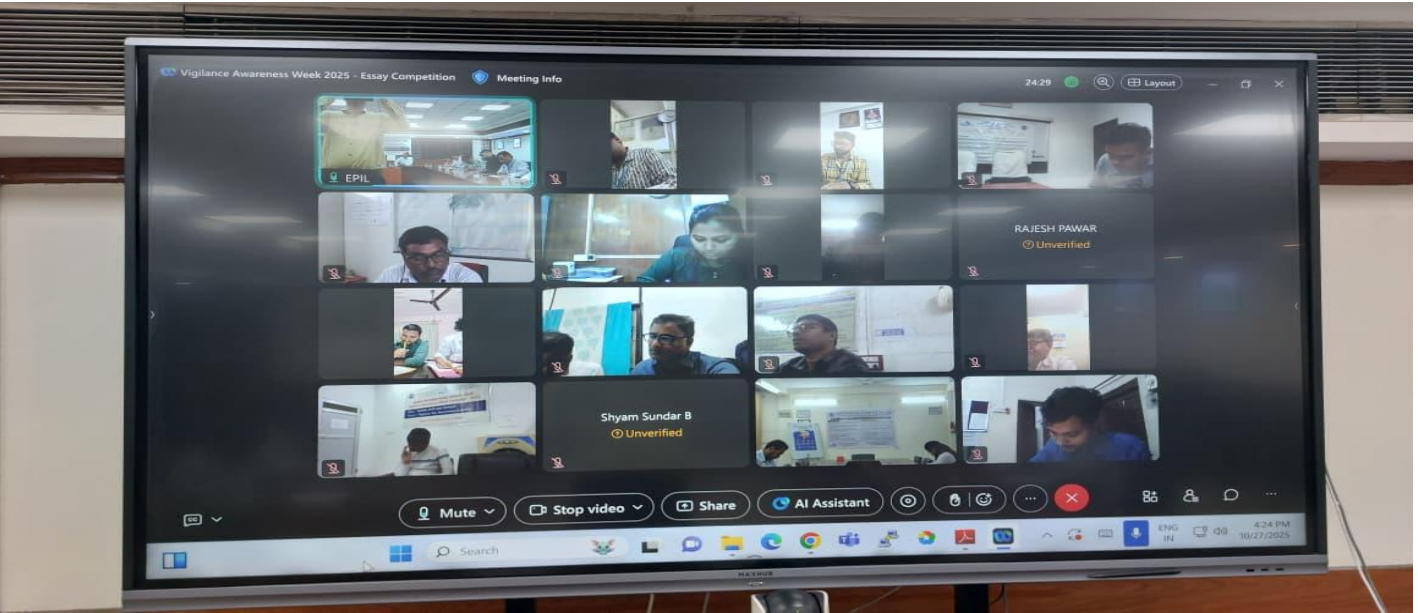 Vigilance Awareness Week 2025 - Essay Competition
Meeting Info
24:29
Layout
EPIL
RAJESH PAWAR
Unverified
Shyam Sundar B
Unverified
Mute
Stop video
Share
AI Assistant
CC
Search
ENG
IN
4:24 PM
10/27/2025
MAXHUB